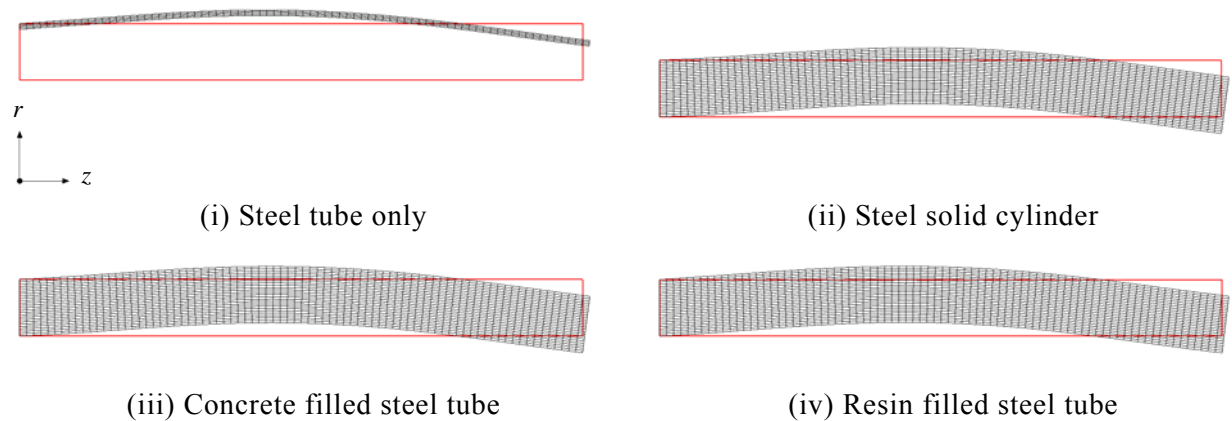 r
z
(i) Steel tube only
(ii) Steel solid cylinder
(iii) Concrete filled steel tube
(iv) Resin filled steel tube